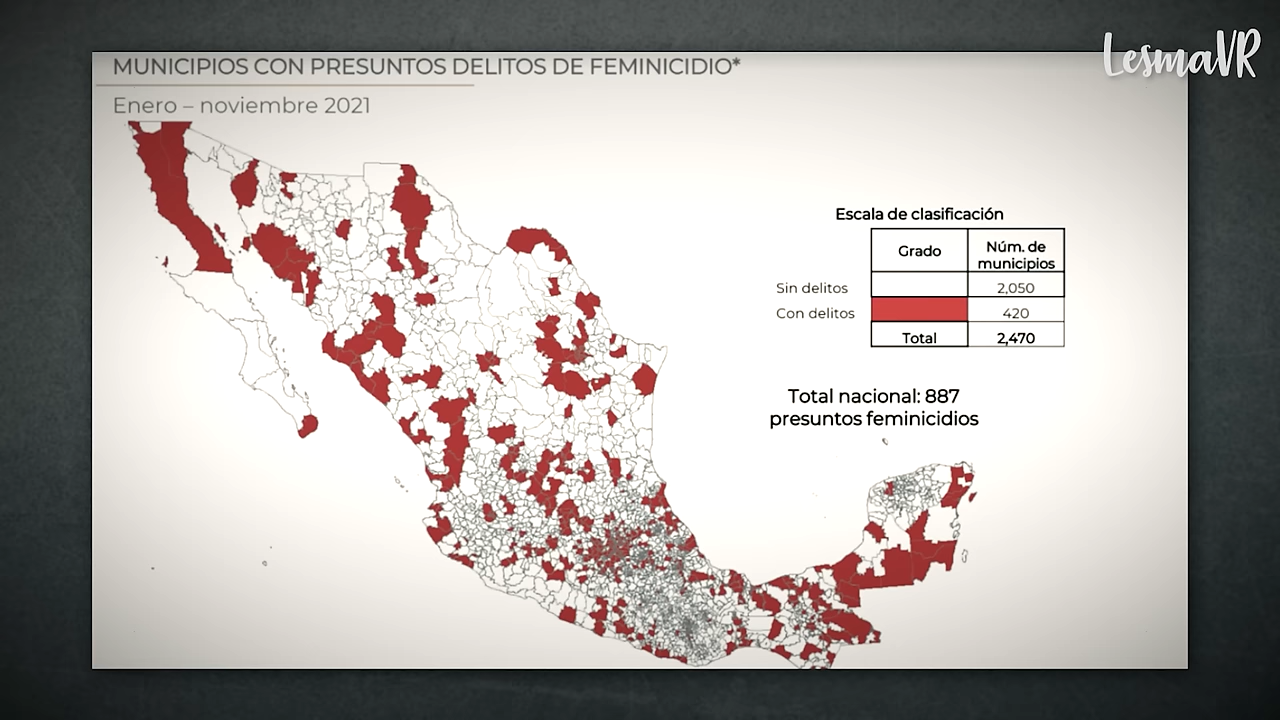 LesmaVR
MUNICIPIOS CON PRESUNTOS DELITOS DE FEMINICIDIO*
Enero – noviembre 2021
Escala de clasificación
Grado
Núm. de
municipios
Sin delitos
2,050
Con delitos
420
Total
2,470
Total nacional: 887
presuntos feminicidios